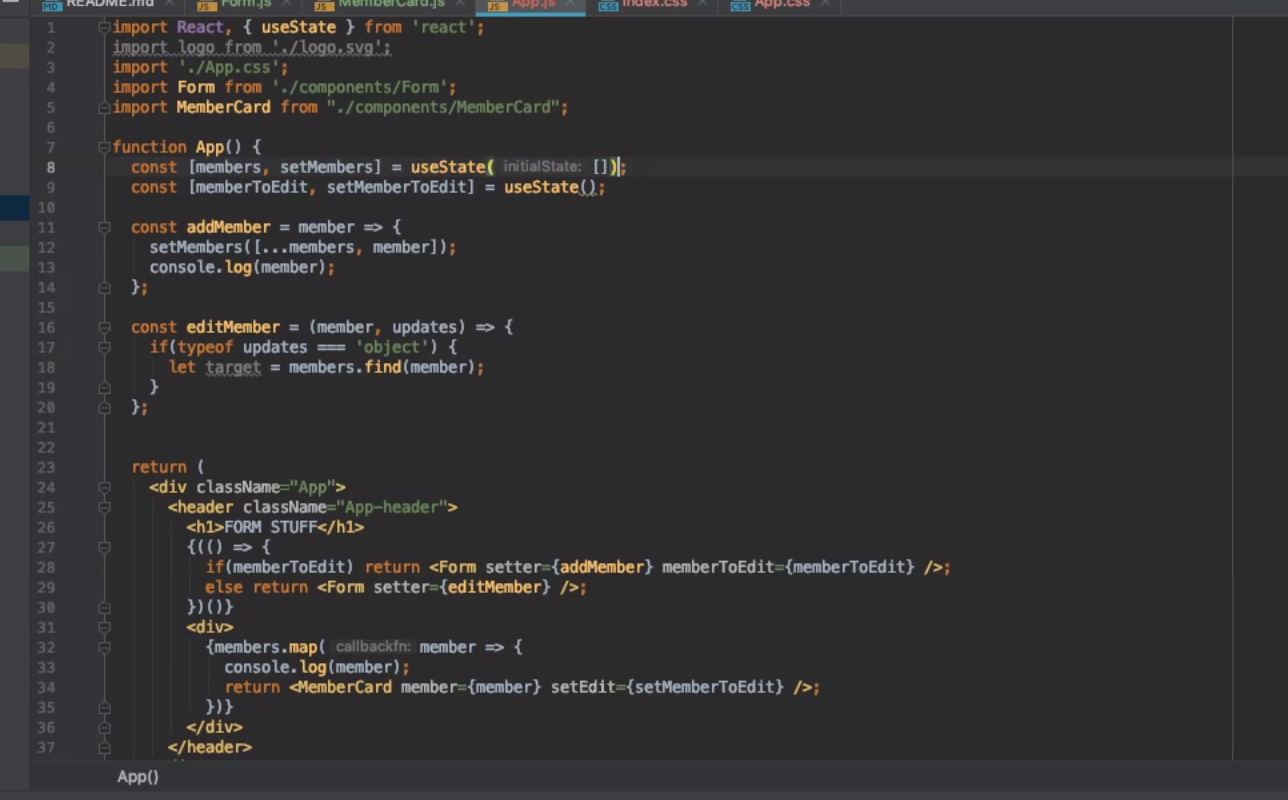 README.md Form.js MemberCard.js App.js index.css App.css
1 import React, { useState } from 'react';
2 import logo from './logo.svg';
3 import './App.css';
4 import Form from './components/Form';
5 import MemberCard from "./components/MemberCard";
6
7 function App() {
8 const [members, setMembers] = useState( initialState: []);
9 const [memberToEdit, setMemberToEdit] = useState();
10
11 const addMember = member => {
12 setMembers([...members, member]);
13 console.log(member);
14 };
15
16 const editMember = (member, updates) => {
17 if(typeof updates === 'object') {
18 let target = members.find(member);
19 }
20 };
21
22
23 return (
24 <div className="App">
25 <header className="App-header">
26 <h1>FORM STUFF</h1>
27 {(() => {
28 if(memberToEdit) return <Form setter={addMember} memberToEdit={memberToEdit} />;
29 else return <Form setter={editMember} />;
30 })()}
31 <div>
32 {members.map( callbackfn: member => {
33 console.log(member);
34 return <MemberCard member={member} setEdit={setMemberToEdit} />;
35 })}
36 </div>
37 </header>
App()